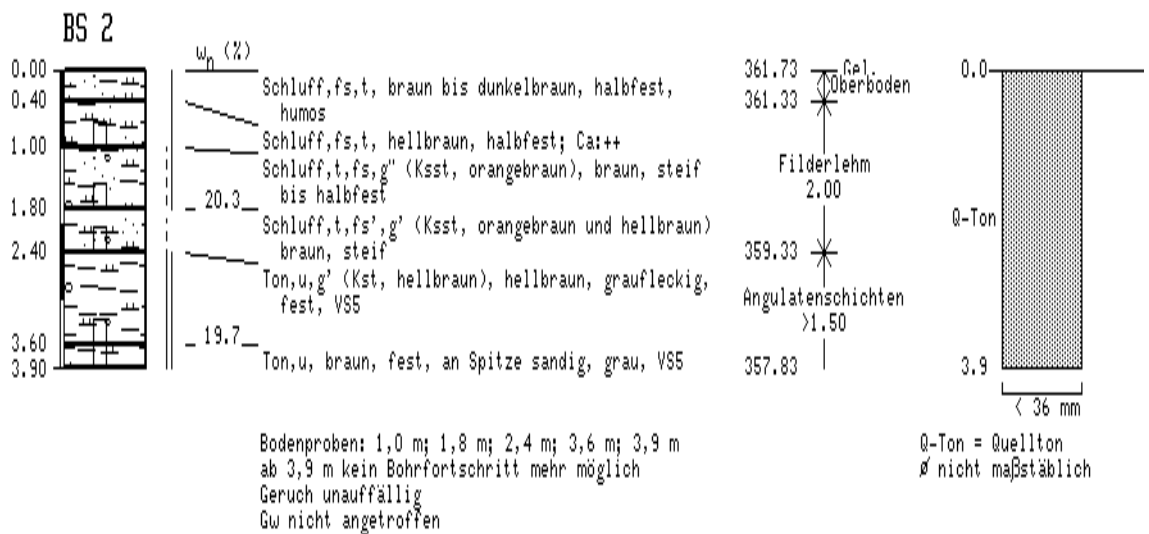 BS 2
w_n (%)
0.00
0.40
1.00
1.80
2.40
3.60
3.90
20.3
19.7
Schluff,fs,t, braun bis dunkelbraun, halbfest,
humos
Schluff,fs,t, hellbraun, halbfest; Ca:++
Schluff,t,fs,g" (Ksst, orangebraun), braun, steif
bis halbfest
Schluff,t,fs',g' (Ksst, orangebraun und hellbraun)
braun, steif
Ton,u,g' (Kst, hellbraun), hellbraun, graufleckig,
fest, VS5
Ton,u, braun, fest, an Spitze sandig, grau, VS5
361.73
Gel.
Oberboden
361.33
Filderlehm
2.00
359.33
Angulatenschichten
>1.50
357.83
0.0
Q-Ton
3.9
< 36 mm
Bodenproben: 1,0 m; 1,8 m; 2,4 m; 3,6 m; 3,9 m
ab 3,9 m kein Bohrfortschritt mehr möglich
Geruch unauffällig
Gw nicht angetroffen
Q-Ton = Quellton
Ø nicht maßstäblich